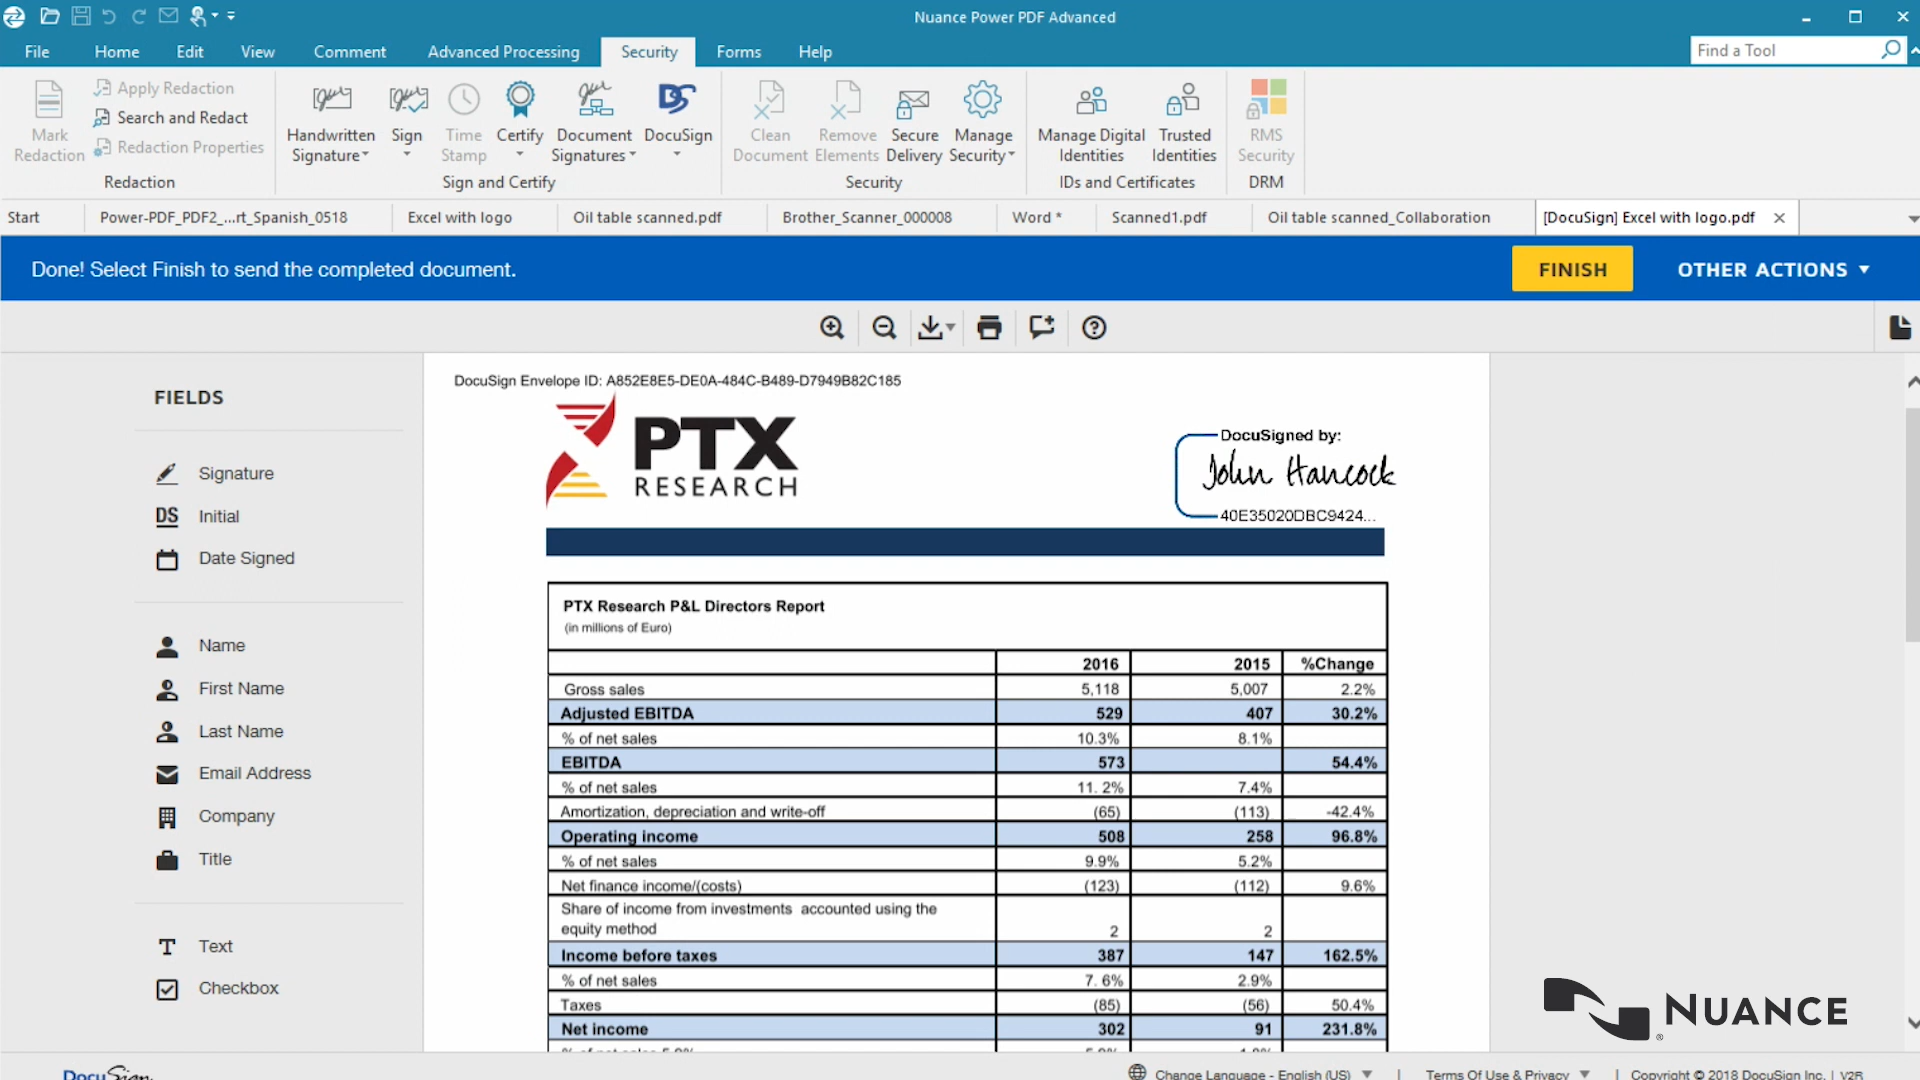 Nuance Power PDF Advanced
File Home Edit View Comment Advanced Processing Security Forms Help
Find a Tool
Mark Redaction
Apply Redaction
Search and Redact
Redaction Properties
Redaction
Handwritten Signature
Sign
Time Stamp
Certify
Document Signatures
DocuSign
Sign and Certify
Clean Document
Remove Elements
Secure Delivery
Manage Security
Security
Manage Digital Identities
Trusted Identities
IDs and Certificates
RMS Security
DRM
Start Power-PDF_PDF2_...rt_Spanish_0518 Excel with logo Oil table scanned.pdf Brother_Scanner_000008 Word * Scanned1.pdf Oil table scanned_Collaboration [DocuSign] Excel with logo.pdf
Done! Select Finish to send the completed document.
FINISH
OTHER ACTIONS
FIELDS
Signature
DS Initial
Date Signed
Name
First Name
Last Name
Email Address
Company
Title
T Text
Checkbox
DocuSign Envelope ID: A852E8E5-DE0A-484C-B489-D7949B82C185
PTX
RESEARCH
DocuSigned by:
John Hancock
40E35020DBC9424...
PTX Research P&L Directors Report
(in millions of Euro)
2016 2015 %Change
Gross sales 5,118 5,007 2.2%
Adjusted EBITDA 529 407 30.2%
% of net sales 10.3% 8.1%
EBITDA 573 54.4%
% of net sales 11. 2% 7.4%
Amortization, depreciation and write-off (65) (113) -42.4%
Operating income 508 258 96.8%
% of net sales 9.9% 5.2%
Net finance income/(costs) (123) (112) 9.6%
Share of income from investments accounted using the
equity method 2 2
Income before taxes 387 147 162.5%
% of net sales 7. 6% 2.9%
Taxes (85) (56) 50.4%
Net income 302 91 231.8%
NUANCE
DocuSign
Change Language - English (US) | Terms Of Use & Privacy | Copyright © 2018 DocuSign Inc. | V2R